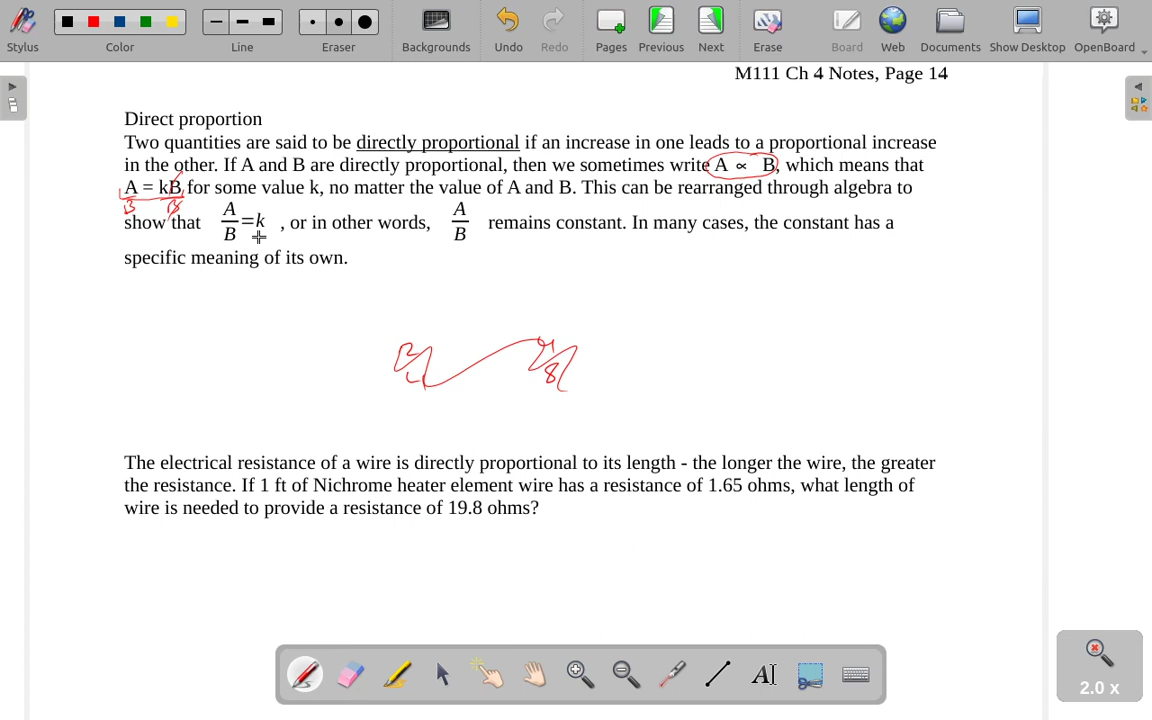 Stylus Color Line Eraser Backgrounds Undo Redo Pages Previous Next Erase Board Web Documents Show Desktop OpenBoard
M111 Ch 4 Notes, Page 14
Direct proportion
Two quantities are said to be directly proportional if an increase in one leads to a proportional increase
in the other. If A and B are directly proportional, then we sometimes write A ∝ B, which means that
A = kB for some value k, no matter the value of A and B. This can be rearranged through algebra to
B B
show that A/B=k , or in other words, A/B remains constant. In many cases, the constant has a
specific meaning of its own.
The electrical resistance of a wire is directly proportional to its length - the longer the wire, the greater
the resistance. If 1 ft of Nichrome heater element wire has a resistance of 1.65 ohms, what length of
wire is needed to provide a resistance of 19.8 ohms?
2.0 x